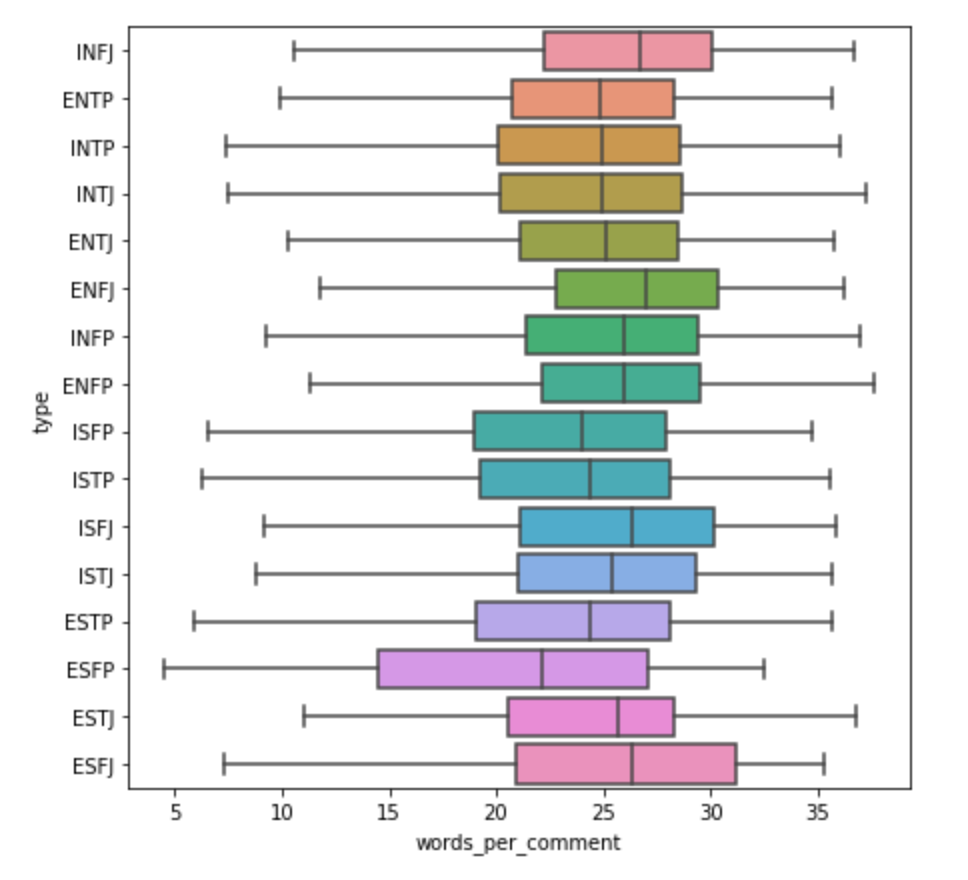 INFJ
ENTP
INTP
INTJ
ENTJ
ENFJ
INFP
ENFP
ISFP
ISTP
ISFJ
ISTJ
ESTP
ESFP
ESTJ
ESFJ
type
5 10 15 20 25 30 35
words_per_comment